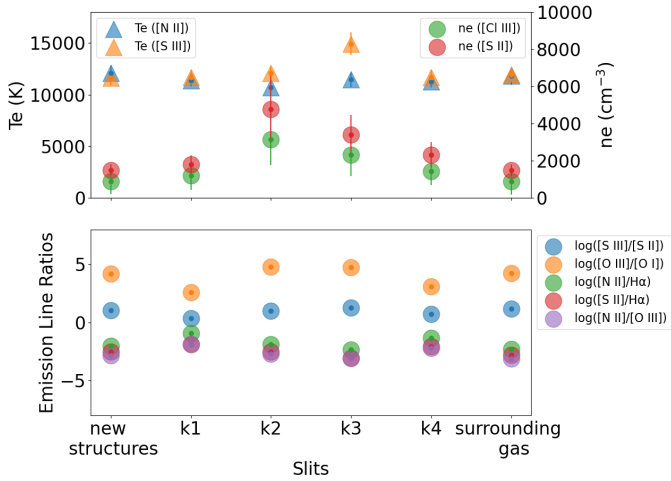 Te (K)
15000
10000
5000
0
Te ([N II])
Te ([S III])
ne ([Cl III])
ne ([S II])
10000
8000
6000
4000
2000
0
ne (cm⁻³)
Emission Line Ratios
5
0
−5
log([S III]/[S II])
log([O III]/[O I])
log([N II]/Hα)
log([S II]/Hα)
log([N II]/[O III])
new
structures
k1
k2
k3
k4
surrounding
gas
Slits